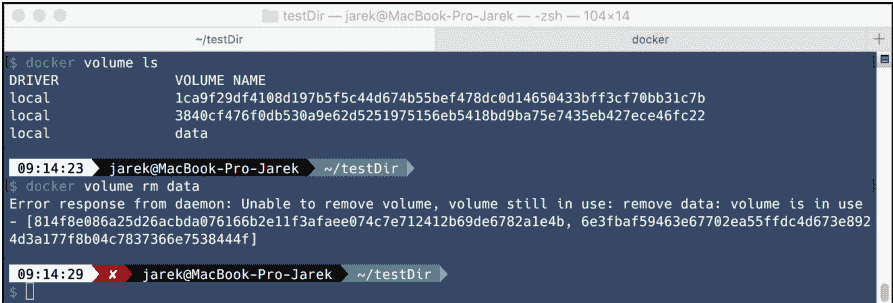 testDir — jarek@MacBook-Pro-Jarek — -zsh — 104×14
~/testDir docker +
$ docker volume ls
DRIVER VOLUME NAME
local 1ca9f29df4108d197b5f5c44d674b55bef478dc0d14650433bff3cf70bb31c7b
local 3840cf476f0db530a9e62d5251975156eb5418bd9ba75e7435eb427ece46fc22
local data
09:14:23 jarek@MacBook-Pro-Jarek ~/testDir
$ docker volume rm data
Error response from daemon: Unable to remove volume, volume still in use: remove data: volume is in use
- [814f8e086a25d26acbda076166b2e11f3afaee074c7e712412b69de6782a1e4b, 6e3fbaf59463e67702ea55ffdc4d673e892
4d3a177f8b04c7837366e7538444f]
09:14:29 ✘ jarek@MacBook-Pro-Jarek ~/testDir
$